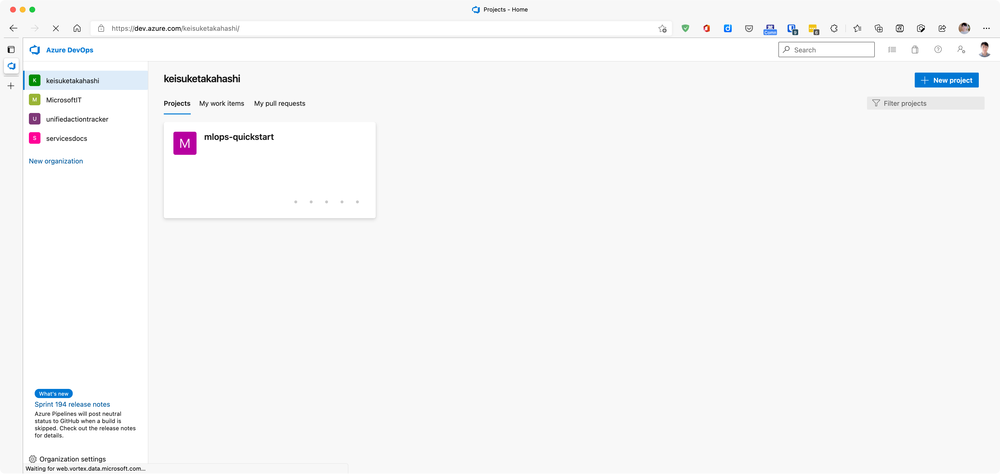 Projects - Home
https://dev.azure.com/keisuketakahashi/
Comn
9
6
Azure DevOps
Search
K keisuketakahashi
M MicrosoftIT
U unifiedactiontracker
S servicesdocs
New organization
keisuketakahashi
New project
Projects My work items My pull requests
Filter projects
M mlops-quickstart
What's new
Sprint 194 release notes
Azure Pipelines will post neutral
status to GitHub when a build is
skipped. Check out the release notes
for details.
Organization settings
Waiting for web.vortex.data.microsoft.com...